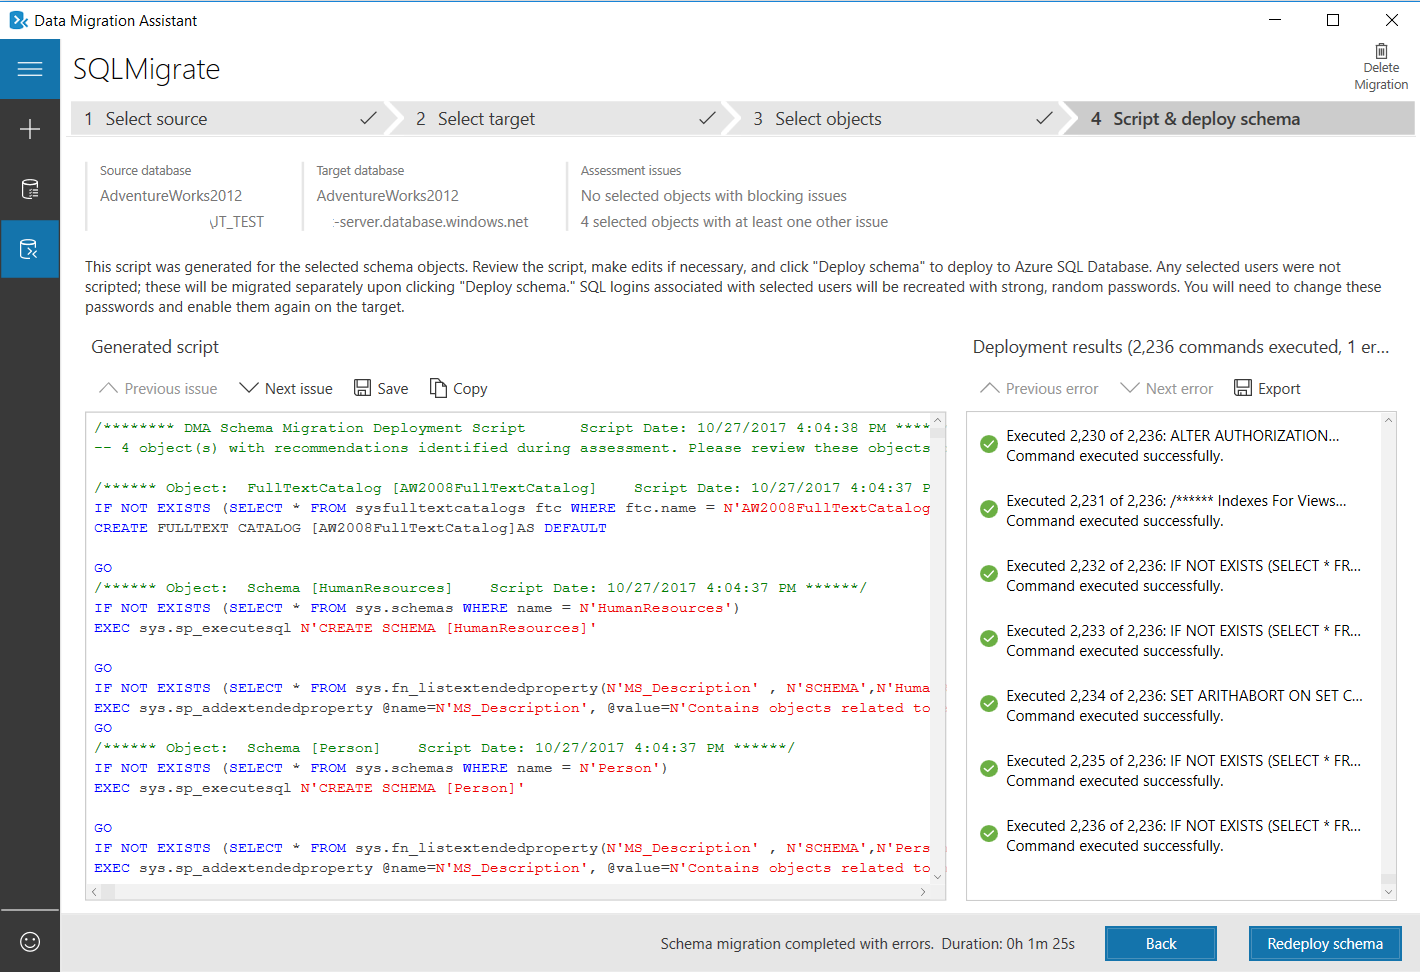 Data Migration Assistant
SQLMigrate
Delete
Migration
1 Select source
2 Select target
3 Select objects
4 Script & deploy schema
Source database
AdventureWorks2012
\JT_TEST
Target database
AdventureWorks2012
-server.database.windows.net
Assessment issues
No selected objects with blocking issues
4 selected objects with at least one other issue
This script was generated for the selected schema objects. Review the script, make edits if necessary, and click "Deploy schema" to deploy to Azure SQL Database. Any selected users were not
scripted; these will be migrated separately upon clicking "Deploy schema." SQL logins associated with selected users will be recreated with strong, random passwords. You will need to change these
passwords and enable them again on the target.
Generated script
Previous issue Next issue Save Copy
/******** DMA Schema Migration Deployment Script      Script Date: 10/27/2017 4:04:38 PM ****
-- 4 object(s) with recommendations identified during assessment. Please review these objects
/****** Object:  FullTextCatalog [AW2008FullTextCatalog]    Script Date: 10/27/2017 4:04:37 P
IF NOT EXISTS (SELECT * FROM sysfulltextcatalogs ftc WHERE ftc.name = N'AW2008FullTextCatalog
CREATE FULLTEXT CATALOG [AW2008FullTextCatalog]AS DEFAULT
GO
/****** Object:  Schema [HumanResources]    Script Date: 10/27/2017 4:04:37 PM ******/
IF NOT EXISTS (SELECT * FROM sys.schemas WHERE name = N'HumanResources')
EXEC sys.sp_executesql N'CREATE SCHEMA [HumanResources]'
GO
IF NOT EXISTS (SELECT * FROM sys.fn_listextendedproperty(N'MS_Description' , N'SCHEMA',N'Huma
EXEC sys.sp_addextendedproperty @name=N'MS_Description', @value=N'Contains objects related to
GO
/****** Object:  Schema [Person]    Script Date: 10/27/2017 4:04:37 PM ******/
IF NOT EXISTS (SELECT * FROM sys.schemas WHERE name = N'Person')
EXEC sys.sp_executesql N'CREATE SCHEMA [Person]'
GO
IF NOT EXISTS (SELECT * FROM sys.fn_listextendedproperty(N'MS_Description' , N'SCHEMA',N'Pers
EXEC sys.sp_addextendedproperty @name=N'MS_Description', @value=N'Contains objects related to
Deployment results (2,236 commands executed, 1 er...
Previous error Next error Export
Executed 2,230 of 2,236: ALTER AUTHORIZATION...
Command executed successfully.
Executed 2,231 of 2,236: /****** Indexes For Views...
Command executed successfully.
Executed 2,232 of 2,236: IF NOT EXISTS (SELECT * FR...
Command executed successfully.
Executed 2,233 of 2,236: IF NOT EXISTS (SELECT * FR...
Command executed successfully.
Executed 2,234 of 2,236: SET ARITHABORT ON SET C...
Command executed successfully.
Executed 2,235 of 2,236: IF NOT EXISTS (SELECT * FR...
Command executed successfully.
Executed 2,236 of 2,236: IF NOT EXISTS (SELECT * FR...
Command executed successfully.
Schema migration completed with errors. Duration: 0h 1m 25s
Back
Redeploy schema